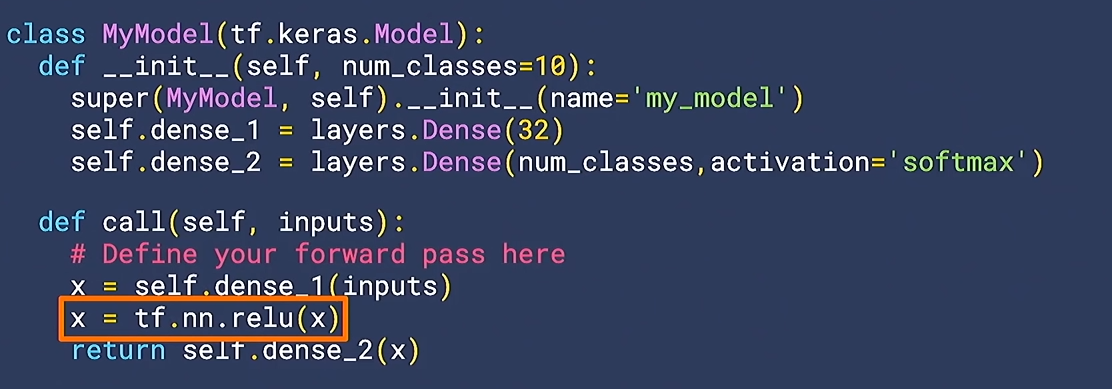 class MyModel(tf.keras.Model):
def __init__(self, num_classes=10):
super(MyModel, self).__init__(name='my_model')
self.dense_1 = layers.Dense(32)
self.dense_2 = layers.Dense(num_classes,activation='softmax')
def call(self, inputs):
# Define your forward pass here
x = self.dense_1(inputs)
x = tf.nn.relu(x)
return self.dense_2(x)